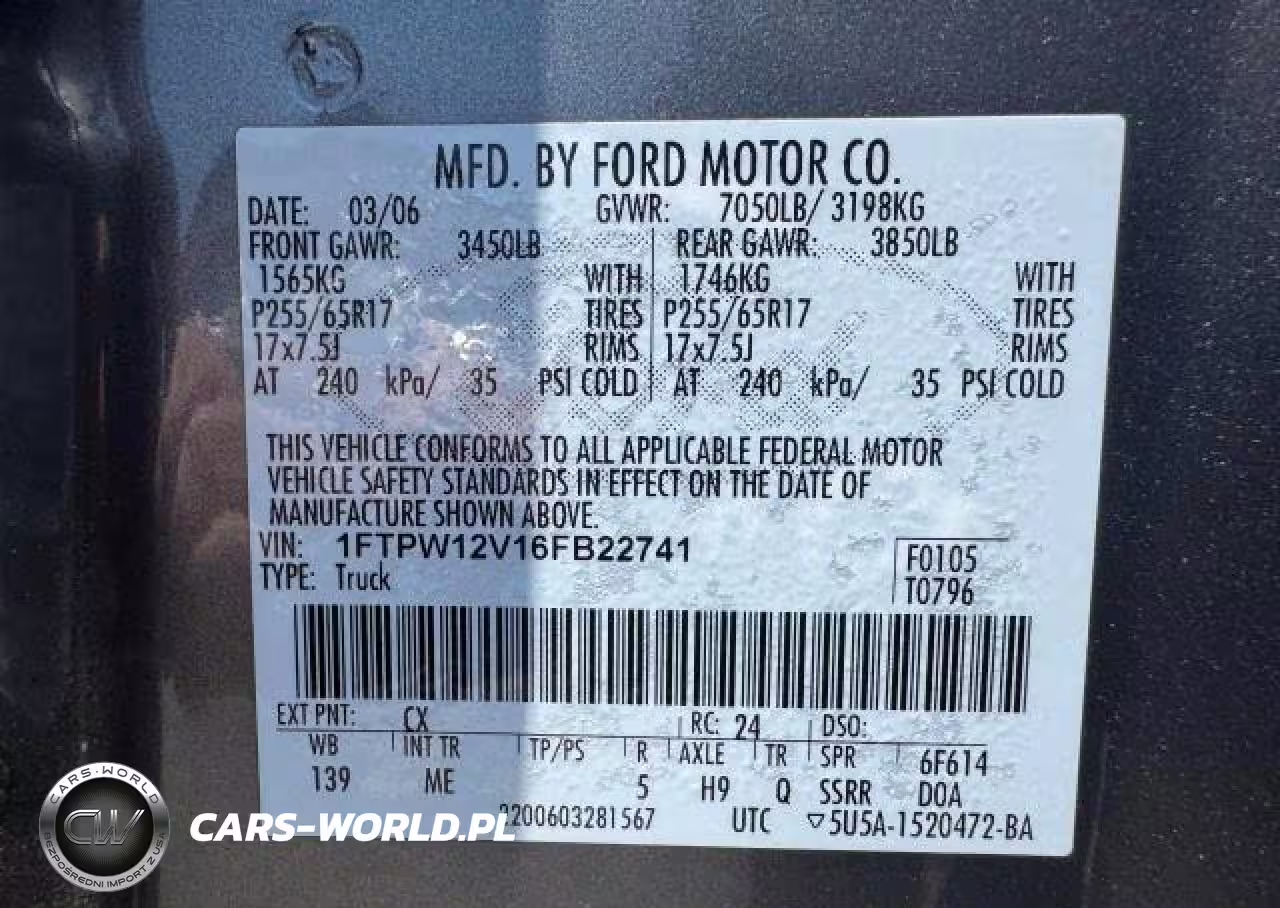 MFD. BY FORD MOTOR CO.
DATE: 03/06 GVWR: 7050LB/ 3198KG
FRONT GAWR: 3450LB REAR GAWR: 3850LB
1565KG WITH 1746KG WITH
P255/65R17 TIRES P255/65R17 TIRES
17x7.5J RIMS 17x7.5J RIMS
AT 240 kPa/ 35 PSI COLD AT 240 kPa/ 35 PSI COLD
THIS VEHICLE CONFORMS TO ALL APPLICABLE FEDERAL MOTOR
VEHICLE SAFETY STANDARDS IN EFFECT ON THE DATE OF
MANUFACTURE SHOWN ABOVE.
VIN: 1FTPW12V16FB22741
F0105
TYPE: Truck
T0796
EXT PNT: CX RC: 24 DSO:
WB INT TR TP/PS R AXLE TR SPR 6F614
139 ME 5 H9 Q SSRR DOA
200603281567 UTC ▽5U5A-1520472-BA
CARS-WORLD
CW
BEZPOŚREDNI IMPORT Z USA
CARS-WORLD.PL